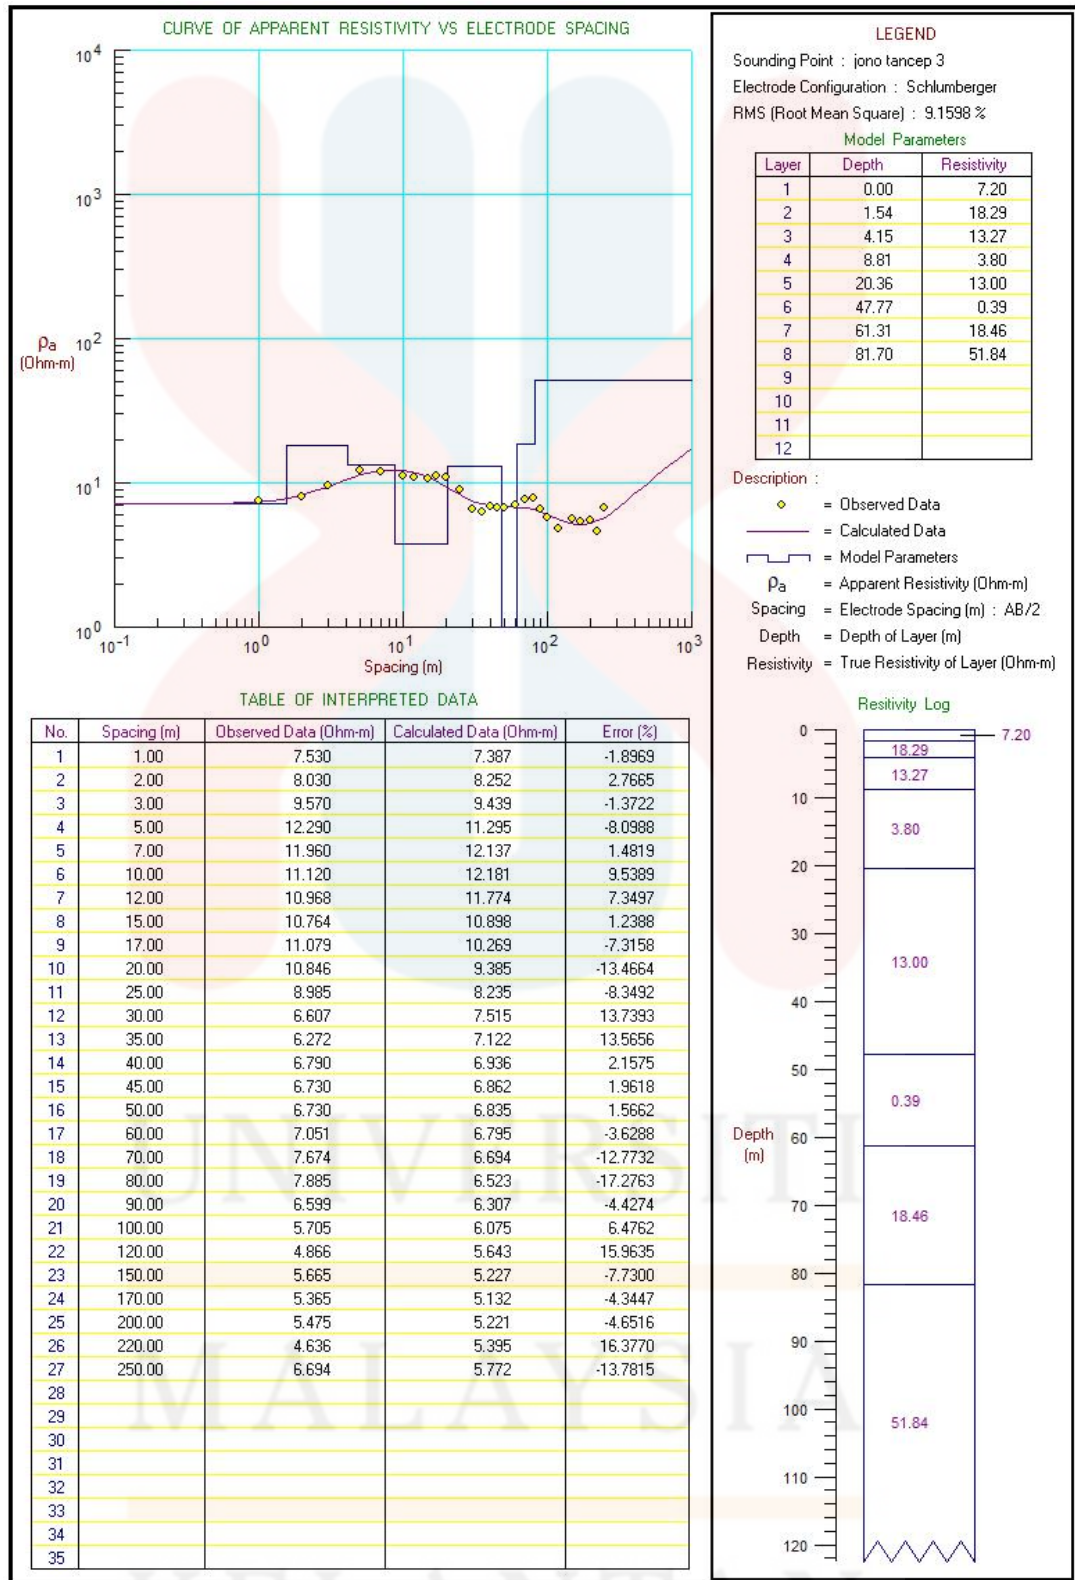 CURVE OF APPARENT RESISTIVITY VS ELECTRODE SPACING
10^4
10^3
10^2
10^1
10^0
ρa
(Ohm-m)
10^-1 10^0 10^1 10^2 10^3
Spacing (m)
LEGEND
Sounding Point : jono tancep 3
Electrode Configuration : Schlumberger
RMS (Root Mean Square) : 9.1598 %
Model Parameters
Layer Depth Resistivity
1 0.00 7.20
2 1.54 18.29
3 4.15 13.27
4 8.81 3.80
5 20.36 13.00
6 47.77 0.39
7 61.31 18.46
8 81.70 51.84
9
10
11
12
Description :
= Observed Data
= Calculated Data
= Model Parameters
ρa = Apparent Resistivity (Ohm-m)
Spacing = Electrode Spacing (m) : AB/2
Depth = Depth of Layer (m)
Resistivity = True Resistivity of Layer (Ohm-m)
TABLE OF INTERPRETED DATA
No. Spacing (m) Observed Data (Ohm-m) Calculated Data (Ohm-m) Error (%)
1 1.00 7.530 7.387 -1.8969
2 2.00 8.030 8.252 2.7665
3 3.00 9.570 9.439 -1.3722
4 5.00 12.290 11.295 -8.0988
5 7.00 11.960 12.137 1.4819
6 10.00 11.120 12.181 9.5389
7 12.00 10.968 11.774 7.3497
8 15.00 10.764 10.898 1.2388
9 17.00 11.079 10.269 -7.3158
10 20.00 10.846 9.385 -13.4664
11 25.00 8.985 8.235 -8.3492
12 30.00 6.607 7.515 13.7393
13 35.00 6.272 7.122 13.5656
14 40.00 6.790 6.936 2.1575
15 45.00 6.730 6.862 1.9618
16 50.00 6.730 6.835 1.5662
17 60.00 7.051 6.795 -3.6288
18 70.00 7.674 6.694 -12.7732
19 80.00 7.885 6.523 -17.2763
20 90.00 6.599 6.307 -4.4274
21 100.00 5.705 6.075 6.4762
22 120.00 4.866 5.643 15.9635
23 150.00 5.665 5.227 -7.7300
24 170.00 5.365 5.132 -4.3447
25 200.00 5.475 5.221 -4.6516
26 220.00 4.636 5.395 16.3770
27 250.00 6.694 5.772 -13.7815
28
29
30
31
32
33
34
35
Resitivity Log
0
10
20
30
40
50
60
70
80
90
100
110
120
Depth
(m)
7.20
18.29
13.27
3.80
13.00
0.39
18.46
51.84
UNIVERSITI
MALAYSIA
KELANTAN